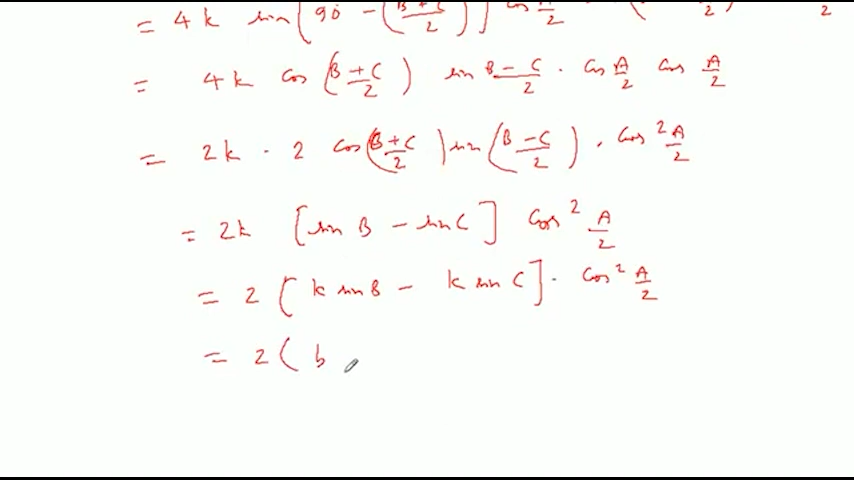 = 4k sin[90 - (B+C/2)] cos A/2
= 4k cos (B+C/2) sin B-C/2 · cos A/2 cos A/2
= 2k · 2 cos(B+C/2) sin(B-C/2) · cos² A/2
= 2k [sin B - sin C] cos² A/2
= 2 (k sin B - k sin C] · cos² A/2
= 2 ( b